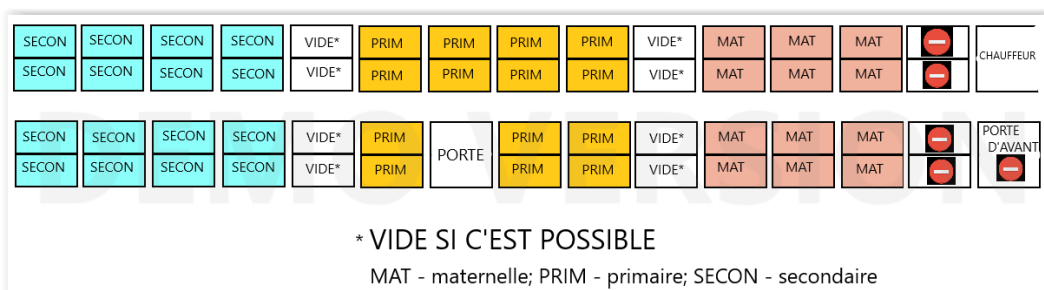 SECON SECON SECON SECON VIDE* PRIM PRIM PRIM PRIM VIDE* MAT MAT MAT
SECON SECON SECON SECON VIDE* PRIM PRIM PRIM PRIM VIDE* MAT MAT MAT
CHAUFFEUR
SECON SECON SECON SECON VIDE* PRIM PORTE PRIM PRIM VIDE* MAT MAT MAT PORTE
D'AVANT
SECON SECON SECON SECON VIDE* PRIM PRIM PRIM VIDE* MAT MAT MAT
DEMO VERSION
* VIDE SI C'EST POSSIBLE
MAT - maternelle; PRIM - primaire; SECON - secondaire